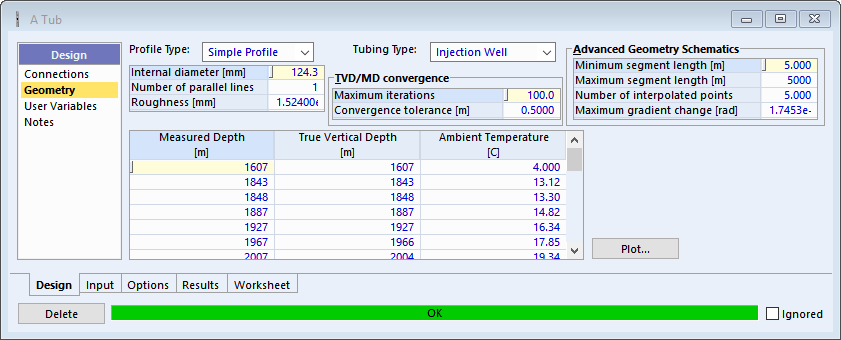 A Tub
Design
Connections
Geometry
User Variables
Notes
Profile Type: Simple Profile
Tubing Type: Injection Well
Internal diameter [mm] 124.3
Number of parallel lines 1
Roughness [mm] 1.52400e
TVD/MD convergence
Maximum iterations 100.0
Convergence tolerance [m] 0.5000
Advanced Geometry Schematics
Minimum segment length [m] 5.000
Maximum segment length [m] 5000
Number of interpolated points 5.000
Maximum gradient change [rad] 1.7453e-
Measured Depth True Vertical Depth Ambient Temperature
[m] [m] [C]
1607 1607 4.000
1843 1843 13.12
1848 1848 13.30
1887 1887 14.82
1927 1927 16.34
1967 1966 17.85
2007 2004 19.34
Plot...
Design Input Options Results Worksheet
Delete OK Ignored